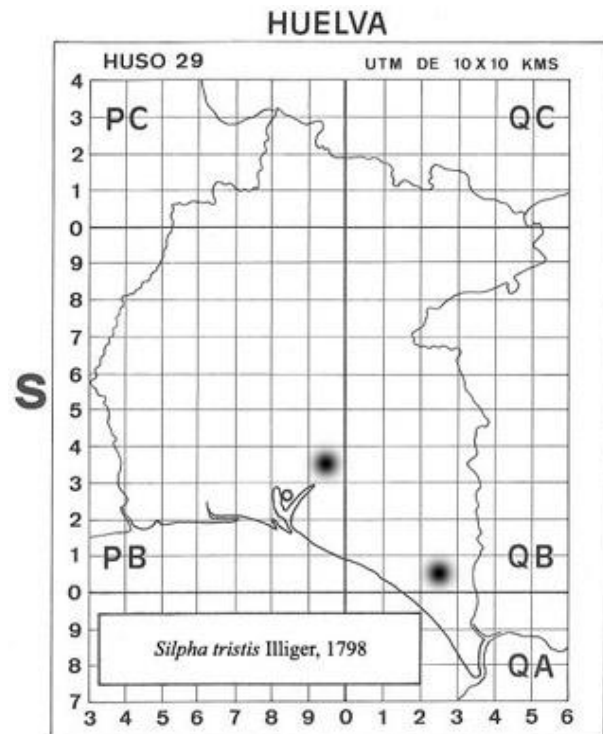 HUELVA
HUSO 29 UTM DE 10 X 10 KMS
4
PC QC
3
2
1
0
9
8
7
6
S
5
4
3
2
1
PB QB
0
9
Silpha tristis Illiger, 1798
8
QA
7
3 4 5 6 7 8 9 0 1 2 3 4 5 6